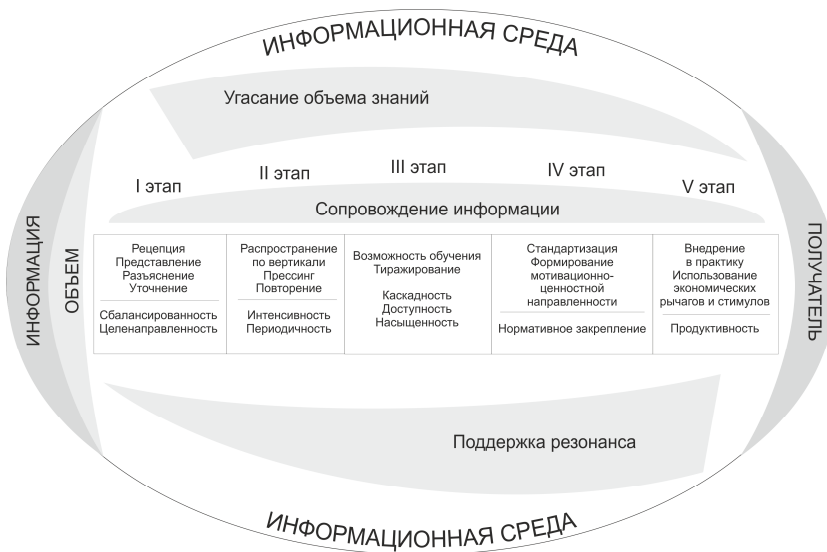 ИНФОРМАЦИОННАЯ СРЕДА
Угасание объема знаний
I этап
II этап
III этап
IV этап
V этап
Сопровождение информации
ИНФОРМАЦИЯ
ОБЪЕМ
Рецепция
Представление
Разъяснение
Уточнение
Сбалансированность
Целенаправленность
Распространение
по вертикали
Прессинг
Повторение
Интенсивность
Периодичность
Возможность обучения
Тиражирование
Каскадность
Доступность
Насыщенность
Стандартизация
Формирование
мотивационно-
ценностной
направленности
Нормативное закрепление
Внедрение
в практику
Использование
экономических
рычагов и стимулов
Продуктивность
ПОЛУЧАТЕЛЬ
Поддержка резонанса
ИНФОРМАЦИОННАЯ СРЕДА